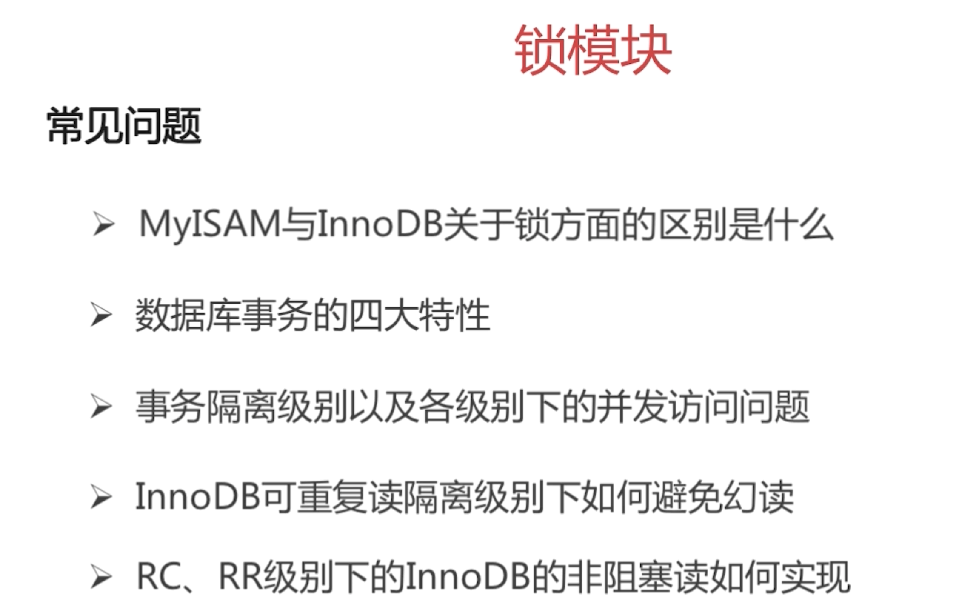 锁模块
常见问题
➢ MyISAM与InnoDB关于锁方面的区别是什么
➢ 数据库事务的四大特性
➢ 事务隔离级别以及各级别下的并发访问问题
➢ InnoDB可重复读隔离级别下如何避免幻读
➢ RC、RR级别下的InnoDB的非阻塞读如何实现